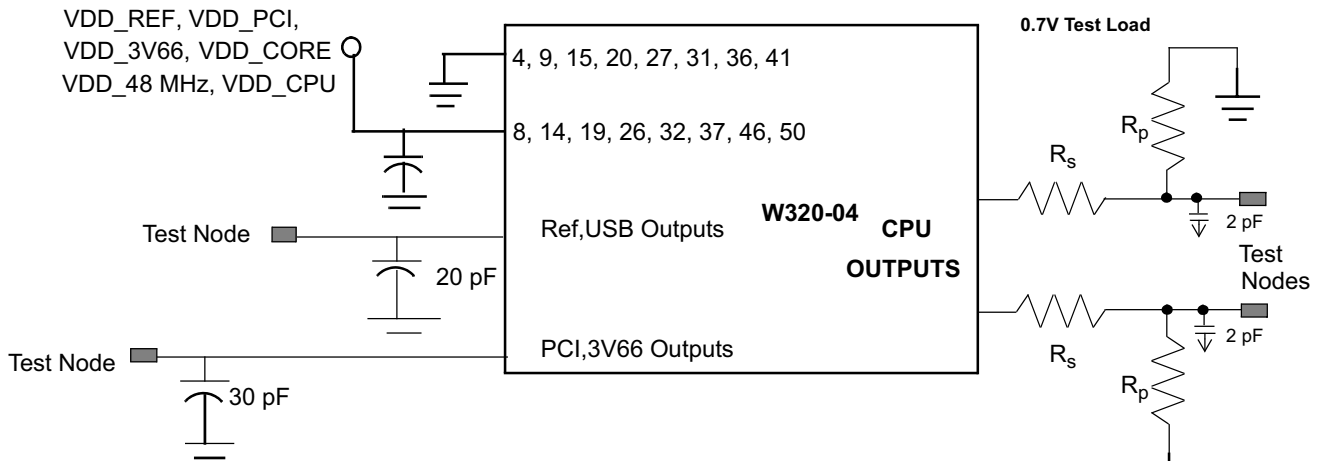 VDD_REF, VDD_PCI,
VDD_3V66, VDD_CORE
VDD_48 MHz, VDD_CPU
0.7V Test Load
4, 9, 15, 20, 27, 31, 36, 41
8, 14, 19, 26, 32, 37, 46, 50
Rp
Rs
W320-04
CPU
OUTPUTS
Ref,USB Outputs
Test Node
20 pF
2 pF
Test
Nodes
2 pF
Rs
Rp
PCI,3V66 Outputs
Test Node
30 pF